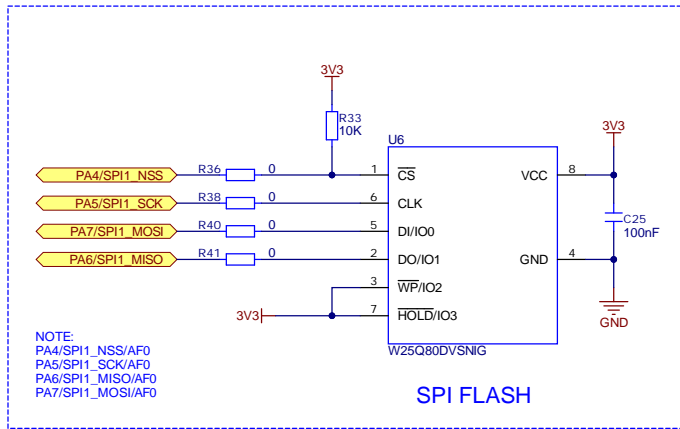 3V3
R33
10K
U6
3V3
PA4/SPI1_NSS R36 0 1 CS VCC 8
PA5/SPI1_SCK R38 0 6 CLK
C25
100nF
PA7/SPI1_MOSI R40 0 5 DI/IO0
PA6/SPI1_MISO R41 0 2 DO/IO1 GND 4
3 WP/IO2
3V3 7 HOLD/IO3
GND
W25Q80DVSNIG
NOTE:
PA4/SPI1_NSS/AF0
PA5/SPI1_SCK/AF0
PA6/SPI1_MISO/AF0
PA7/SPI1_MOSI/AF0
SPI FLASH